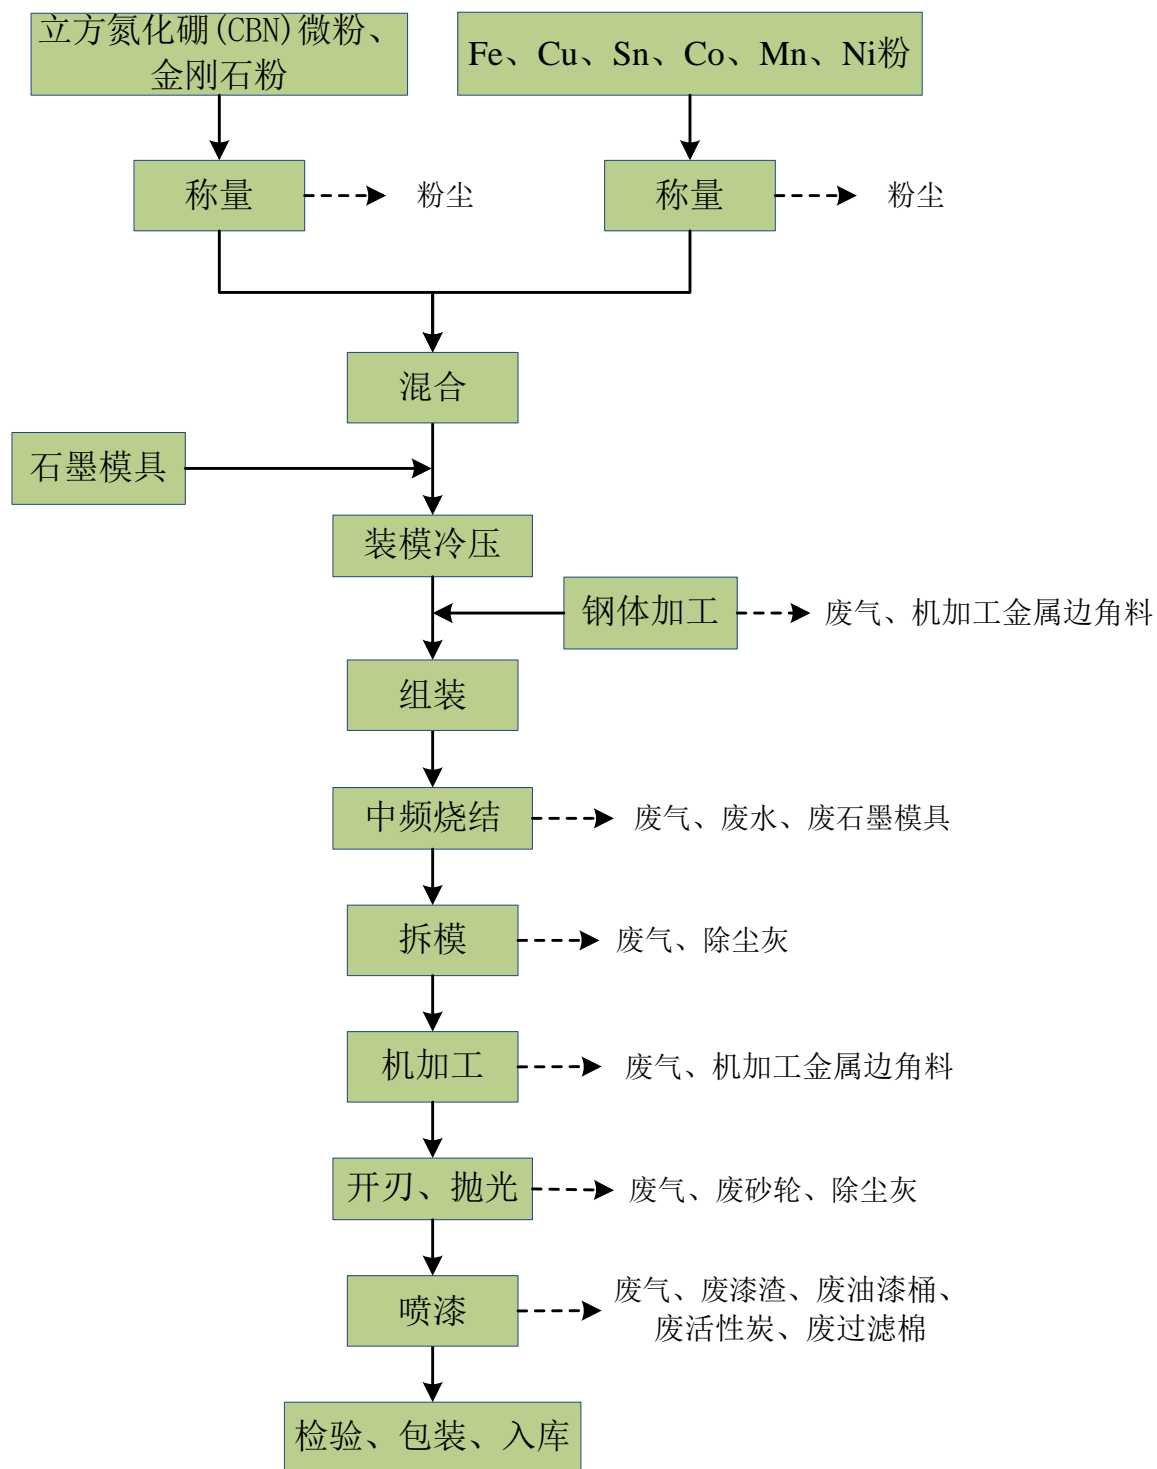 立方氮化硼(CBN)微粉、
金刚石粉
Fe、Cu、Sn、Co、Mn、Ni粉
称量
粉尘
称量
粉尘
混合
石墨模具
装模冷压
钢体加工
废气、机加工金属边角料
组装
中频烧结
废气、废水、废石墨模具
拆模
废气、除尘灰
机加工
废气、机加工金属边角料
开刃、抛光
废气、废砂轮、除尘灰
喷漆
废气、废漆渣、废油漆桶、
废活性炭、废过滤棉
检验、包装、入库